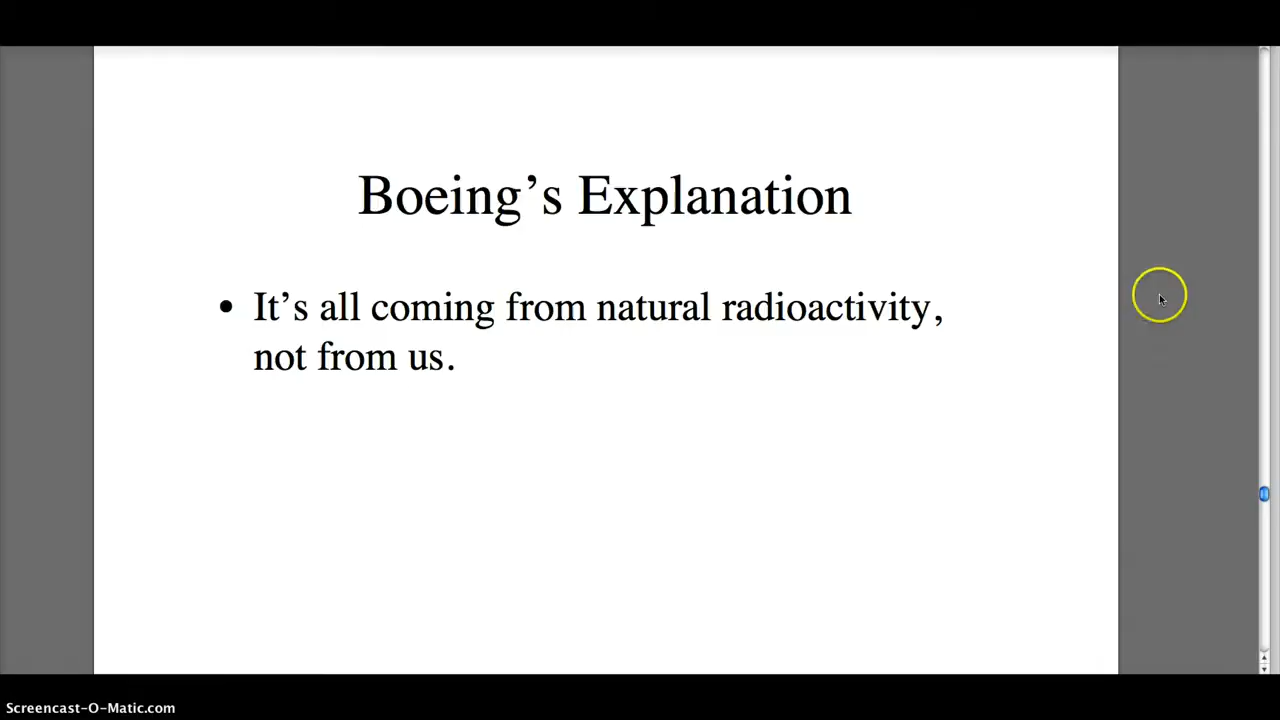 Boeing’s Explanation
• It’s all coming from natural radioactivity,
not from us.
Screencast-O-Matic.com